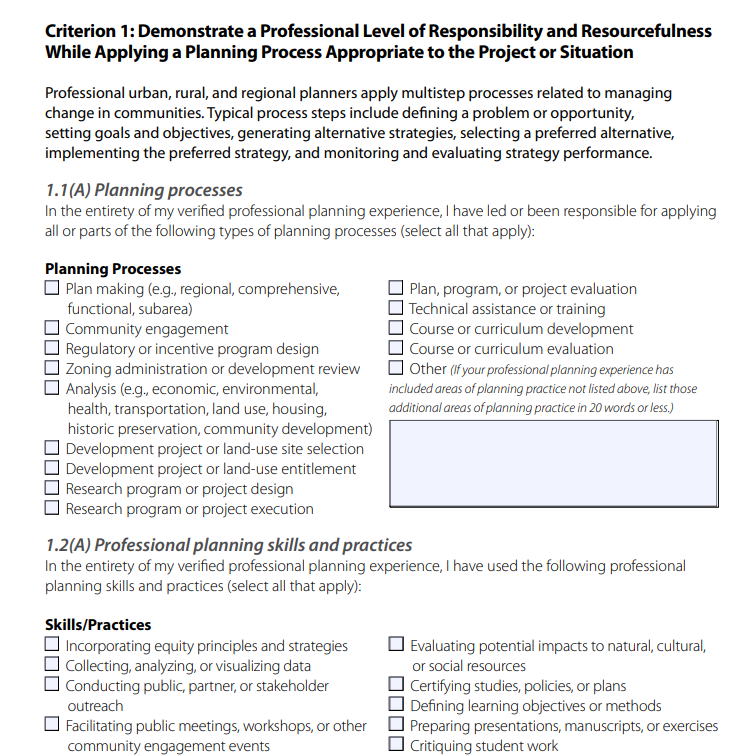 Criterion 1: Demonstrate a Professional Level of Responsibility and Resourcefulness
While Applying a Planning Process Appropriate to the Project or Situation
Professional urban, rural, and regional planners apply multistep processes related to managing
change in communities. Typical process steps include defining a problem or opportunity,
setting goals and objectives, generating alternative strategies, selecting a preferred alternative,
implementing the preferred strategy, and monitoring and evaluating strategy performance.
1.1(A) Planning processes
In the entirety of my verified professional planning experience, I have led or been responsible for applying
all or parts of the following types of planning processes (select all that apply):
Planning Processes
Plan making (e.g., regional, comprehensive,
functional, subarea)
Community engagement
Regulatory or incentive program design
Zoning administration or development review
Analysis (e.g., economic, environmental,
health, transportation, land use, housing,
historic preservation, community development)
Development project or land-use site selection
Development project or land-use entitlement
Research program or project design
Research program or project execution
Plan, program, or project evaluation
Technical assistance or training
Course or curriculum development
Course or curriculum evaluation
Other (If your professional planning experience has
included areas of planning practice not listed above, list those
additional areas of planning practice in 20 words or less.)
1.2(A) Professional planning skills and practices
In the entirety of my verified professional planning experience, I have used the following professional
planning skills and practices (select all that apply):
Skills/Practices
Incorporating equity principles and strategies
Collecting, analyzing, or visualizing data
Conducting public, partner, or stakeholder
outreach
Facilitating public meetings, workshops, or other
community engagement events
Evaluating potential impacts to natural, cultural,
or social resources
Certifying studies, policies, or plans
Defining learning objectives or methods
Preparing presentations, manuscripts, or exercises
Critiquing student work